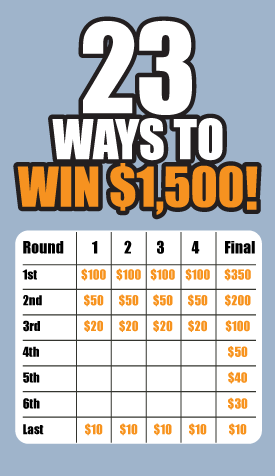 23
WAYS TO
WIN $1,500!
Round 1 2 3 4 Final
1st $100 $100 $100 $100 $350
2nd $50 $50 $50 $50 $200
3rd $20 $20 $20 $20 $100
4th $50
5th $40
6th $30
Last $10 $10 $10 $10 $10